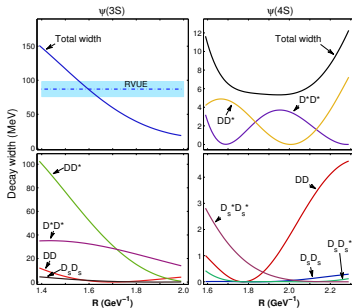 ψ(3S)
ψ(4S)
150
100
50
0
Total width
RVUE
12
10
8
6
4
2
0
Total width
DD*
D*D*
Decay width (MeV)
100
80
60
40
20
0
DD*
D*D*
DD
DsDs
1.4
1.6
1.8
2.0
R (GeV⁻¹)
4
2
0
Ds*Ds*
DD
DsDs
DsDs*
1.6
1.8
2.0
2.2
R (GeV⁻¹)